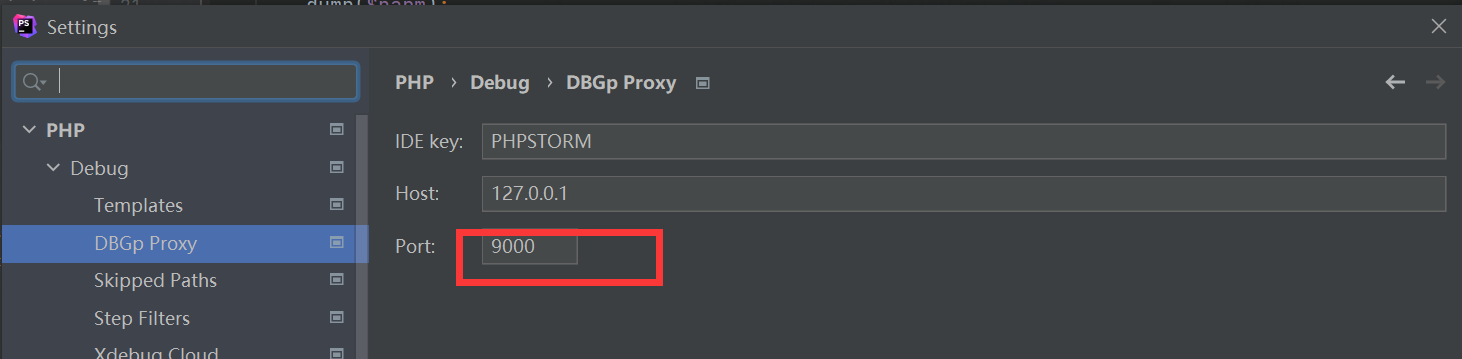 Settings
PHP › Debug › DBGp Proxy
PHP
IDE key: PHPSTORM
Debug
Host: 127.0.0.1
Templates
DBGp Proxy
Port: 9000
Skipped Paths
Step Filters
Xdebug Cloud